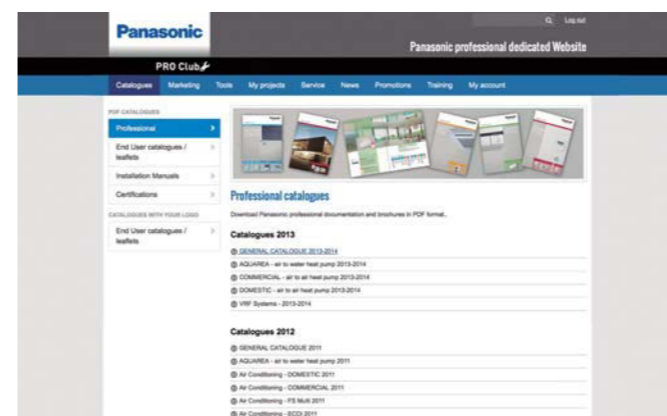 Log out
Panasonic
Panasonic professional dedicated Website
PRO Club
Catalogues Marketing Tools My projects Service News Promotions Training My account
PDF CATALOGUES
Professional
End User catalogues /
leaflets
Installation Manuals
Certifications
CATALOGUES WITH YOUR LOGO
End User catalogues /
leaflets
Professional catalogues
Download Panasonic professional documentation and brochures in PDF format.
Catalogues 2013
GENERAL CATALOGUE 2013-2014
AQUAREA - air to water heat pump 2013-2014
COMMERCIAL - air to air heat pump 2013-2014
DOMESTIC - air to air heat pump 2013-2014
VRF Systems - 2013-2014
Catalogues 2012
GENERAL CATALOGUE 2011
AQUAREA - air to water heat pump 2011
Air Conditioning - DOMESTIC 2011
Air Conditioning - COMMERCIAL 2011
Air Conditioning - FS Multi 2011
Air Conditioning - ECOi 2011